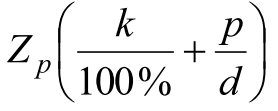 Z_p(k/100% + p/d)